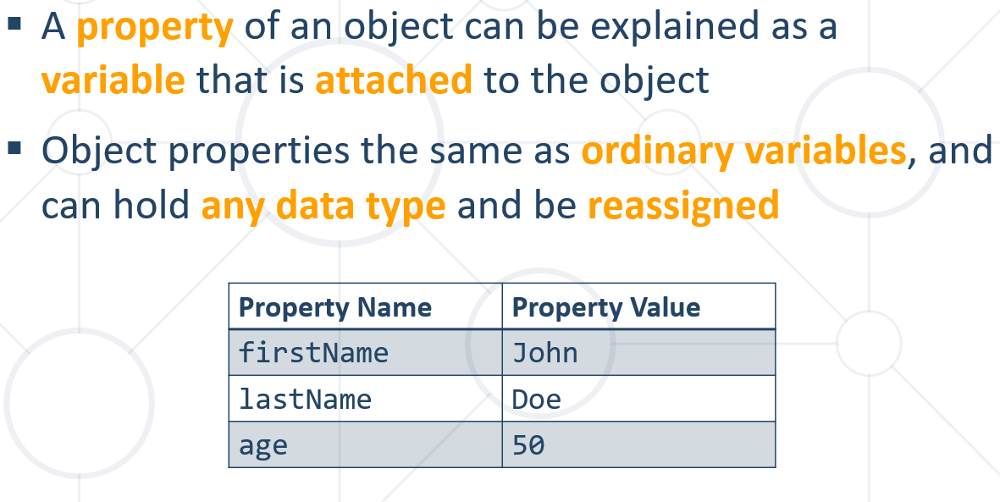 ▪ A property of an object can be explained as a
variable that is attached to the object
▪ Object properties the same as ordinary variables, and
can hold any data type and be reassigned
Property Name Property Value
firstName John
lastName Doe
age 50